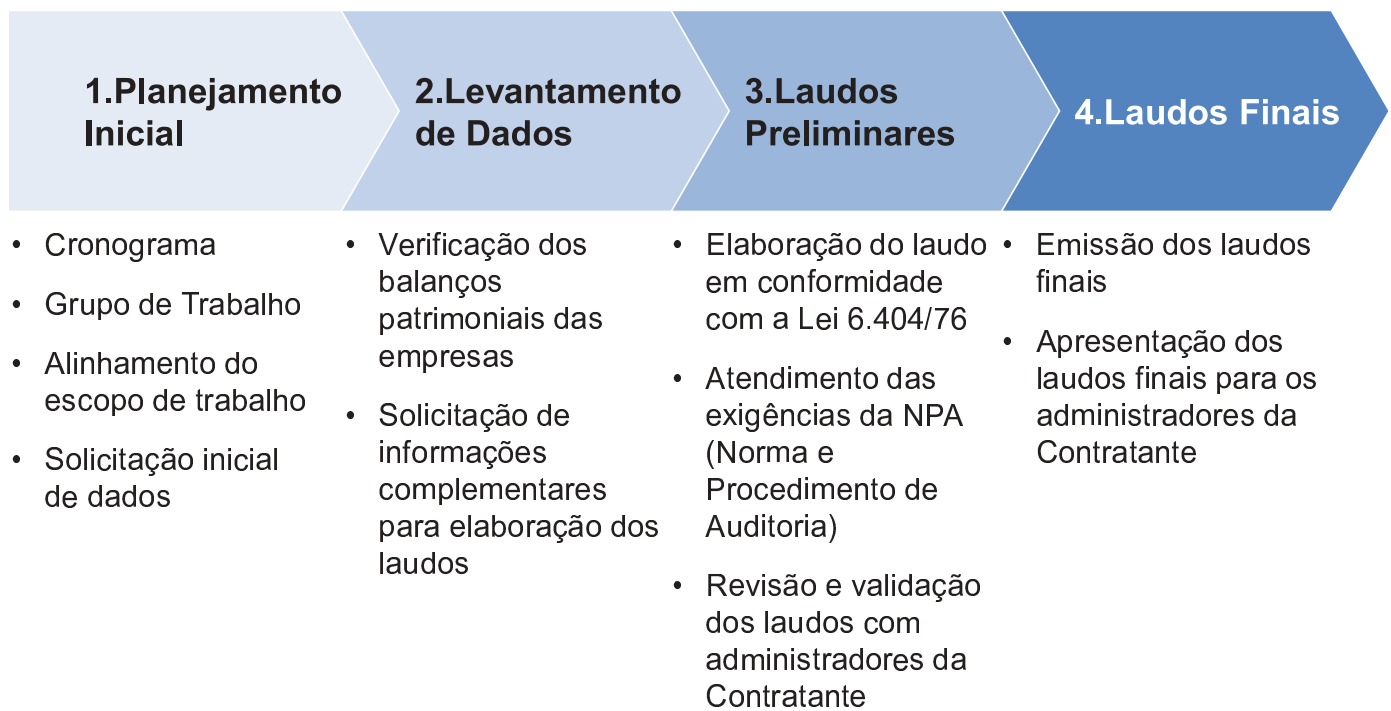 1.Planejamento
Inicial
• Cronograma
• Grupo de Trabalho
• Alinhamento do
escopo de trabalho
• Solicitação inicial
de dados
2.Levantamento
de Dados
• Verificação dos
balanços
patrimoniais das
empresas
• Solicitação de
informações
complementares
para elaboração dos
laudos
3.Laudos
Preliminares
• Elaboração do laudo
em conformidade
com a Lei 6.404/76
• Atendimento das
exigências da NPA
(Norma e
Procedimento de
Auditoria)
• Revisão e validação
dos laudos com
administradores da
Contratante
4.Laudos Finais
• Emissão dos laudos
finais
• Apresentação dos
laudos finais para os
administradores da
Contratante